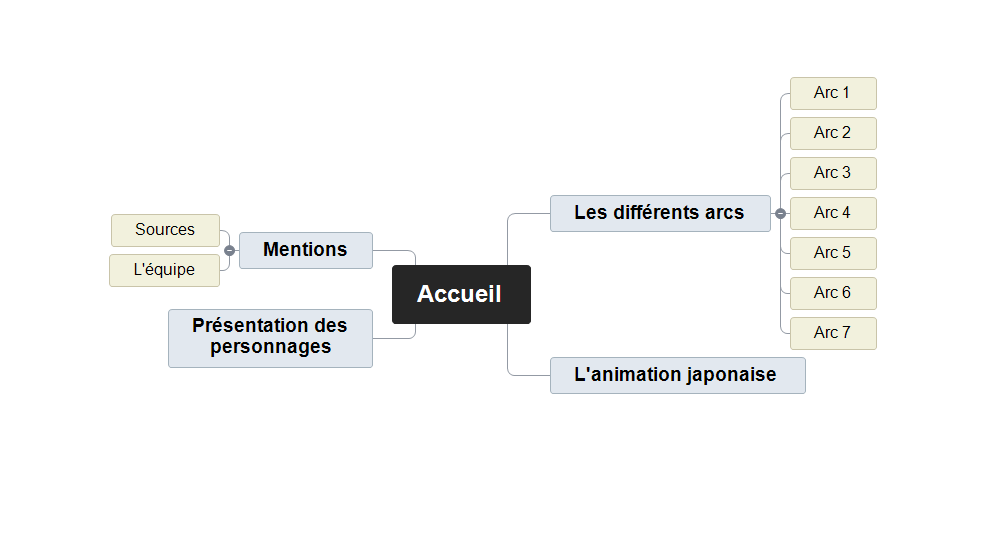 Accueil
Les différents arcs
Arc 1
Arc 2
Arc 3
Arc 4
Arc 5
Arc 6
Arc 7
L'animation japonaise
Mentions
Sources
L'équipe
Présentation des
personnages